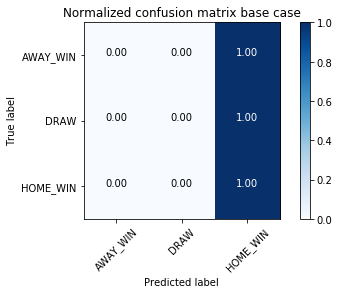 Normalized confusion matrix base case
True label
AWAY_WIN 0.00 0.00 1.00
DRAW 0.00 0.00 1.00
HOME_WIN 0.00 0.00 1.00
AWAY_WIN DRAW HOME_WIN
Predicted label
1.0
0.8
0.6
0.4
0.2
0.0